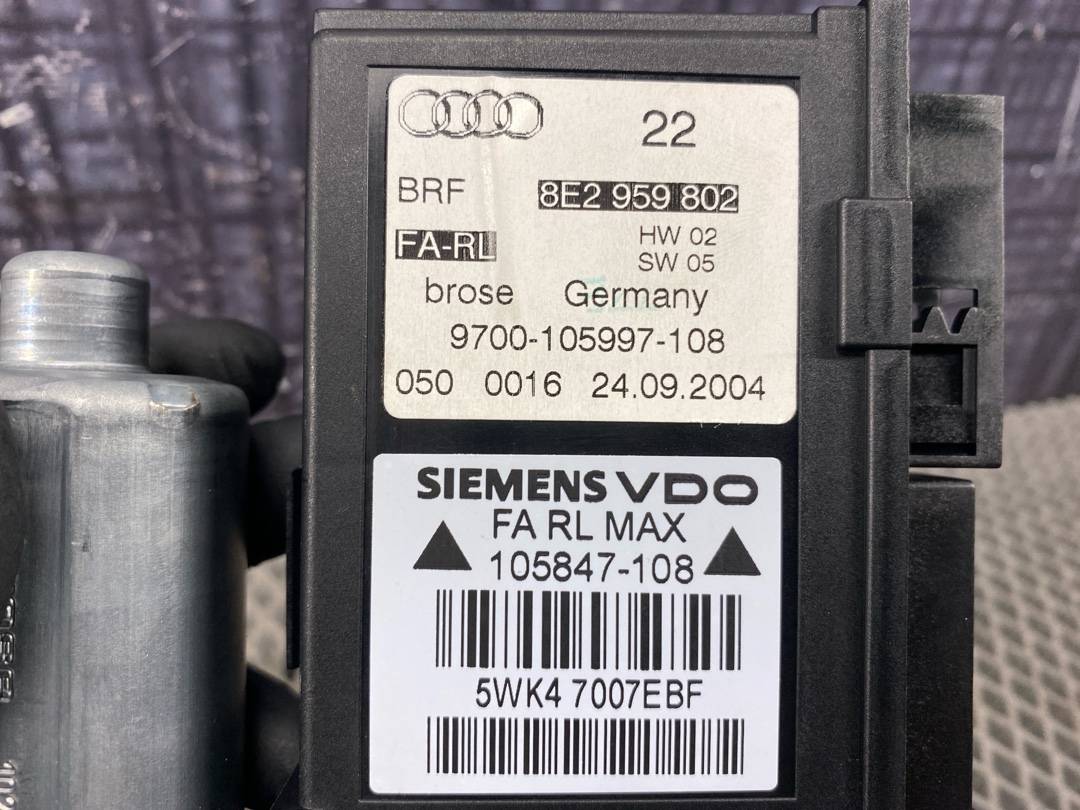 22
BRF 8E2 959 802
FA-RL HW 02
SW 05
brose Germany
9700-105997-108
050 0016 24.09.2004
SIEMENS VDO
FA RL MAX
105847-108
5WK4 7007EBF